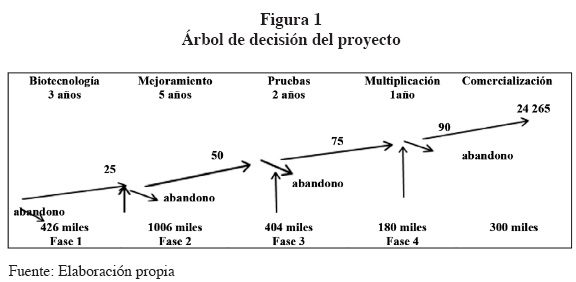 Figura 1
Árbol de decisión del proyecto
Biotecnología Mejoramiento Pruebas Multiplicación Comercialización
3 años 5 años 2 años 1año 24 265
90
75
50
25
abandono
abandono
abandono
abandono
426 miles 1006 miles 404 miles 180 miles 300 miles
Fase 1 Fase 2 Fase 3 Fase 4
Fuente: Elaboración propia